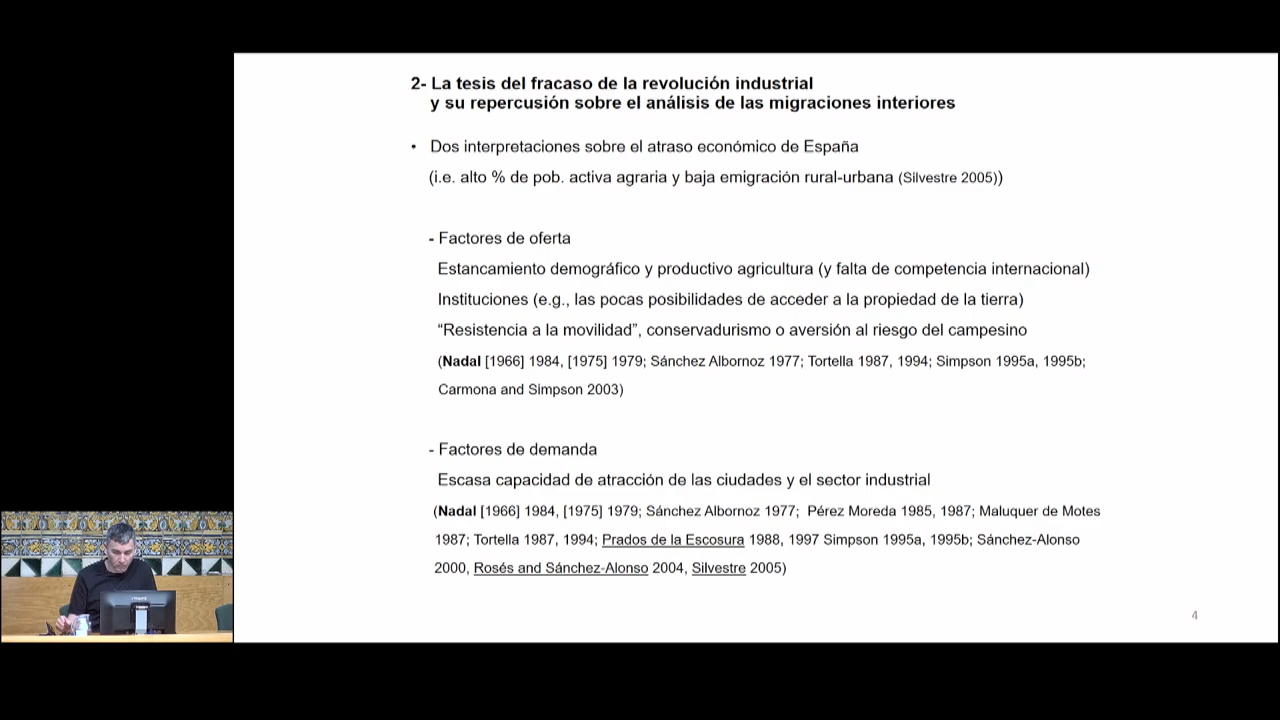 2- La tesis del fracaso de la revolución industrial
y su repercusión sobre el análisis de las migraciones interiores
• Dos interpretaciones sobre el atraso económico de España
(i.e. alto % de pob. activa agraria y baja emigración rural-urbana (Silvestre 2005))
- Factores de oferta
Estancamiento demográfico y productivo agricultura (y falta de competencia internacional)
Instituciones (e.g., las pocas posibilidades de acceder a la propiedad de la tierra)
“Resistencia a la movilidad”, conservadurismo o aversión al riesgo del campesino
(Nadal [1966] 1984, [1975] 1979; Sánchez Albornoz 1977; Tortella 1987, 1994; Simpson 1995a, 1995b;
Carmona and Simpson 2003)
- Factores de demanda
Escasa capacidad de atracción de las ciudades y el sector industrial
(Nadal [1966] 1984, [1975] 1979; Sánchez Albornoz 1977; Pérez Moreda 1985, 1987; Maluquer de Motes
1987; Tortella 1987, 1994; Prados de la Escosura 1988, 1997 Simpson 1995a, 1995b; Sánchez-Alonso
2000, Rosés and Sánchez-Alonso 2004, Silvestre 2005)
4